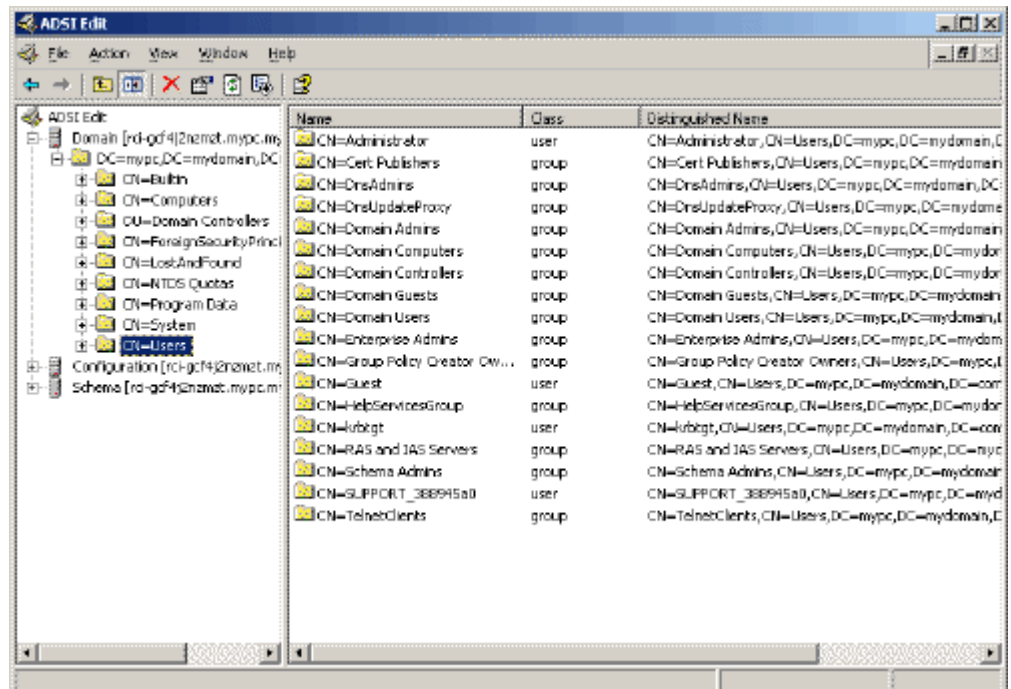 ADSI Edit
File Action View Window Help
ADSI Edit
Domain [rci-gcf4j2nzmzt.mypc.my
DC=mypc,DC=mydomain,DC
CN=Builtin
CN=Computers
OU=Domain Controllers
CN=ForeignSecurityPrinci
CN=LostAndFound
CN=NTDS Quotas
CN=Program Data
CN=System
CN=Users
Configuration [rci-gcf4j2nzmzt.my
Schema [rci-gcf4j2nzmzt.mypc.my
Name Class Distinguished Name
CN=Administrator user CN=Administrator,CN=Users,DC=mypc,DC=mydomain,D
CN=Cert Publishers group CN=Cert Publishers,CN=Users,DC=mypc,DC=mydomain
CN=DnsAdmins group CN=DnsAdmins,CN=Users,DC=mypc,DC=mydomain,DC
CN=DnsUpdateProxy group CN=DnsUpdateProxy,CN=Users,DC=mypc,DC=mydoma
CN=Domain Admins group CN=Domain Admins,CN=Users,DC=mypc,DC=mydomain
CN=Domain Computers group CN=Domain Computers,CN=Users,DC=mypc,DC=mydor
CN=Domain Controllers group CN=Domain Controllers,CN=Users,DC=mypc,DC=mydor
CN=Domain Guests group CN=Domain Guests,CN=Users,DC=mypc,DC=mydomain
CN=Domain Users group CN=Domain Users,CN=Users,DC=mypc,DC=mydomain,D
CN=Enterprise Admins group CN=Enterprise Admins,CN=Users,DC=mypc,DC=mydom
CN=Group Policy Creator Ow... group CN=Group Policy Creator Owners,CN=Users,DC=mypc,D
CN=Guest user CN=Guest,CN=Users,DC=mypc,DC=mydomain,DC=com
CN=HelpServicesGroup group CN=HelpServicesGroup,CN=Users,DC=mypc,DC=mydor
CN=krbtgt user CN=krbtgt,CN=Users,DC=mypc,DC=mydomain,DC=com
CN=RAS and IAS Servers group CN=RAS and IAS Servers,CN=Users,DC=mypc,DC=myc
CN=Schema Admins group CN=Schema Admins,CN=Users,DC=mypc,DC=mydomair
CN=SUPPORT_388945a0 user CN=SUPPORT_388945a0,CN=Users,DC=mypc,DC=myd
CN=TelnetClients group CN=TelnetClients,CN=Users,DC=mypc,DC=mydomain,D